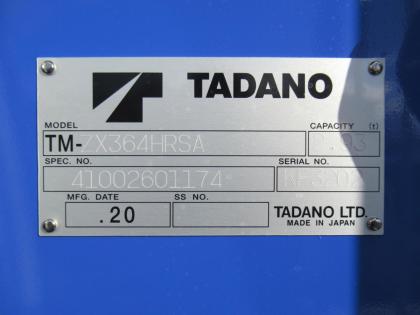 TADANO
MODEL
CAPACITY (t)
TM-ZX364HRSA
SPEC. NO.
SERIAL NO.
41002601174
MFG. DATE
SS NO.
.20
TADANO LTD.
MADE IN JAPAN